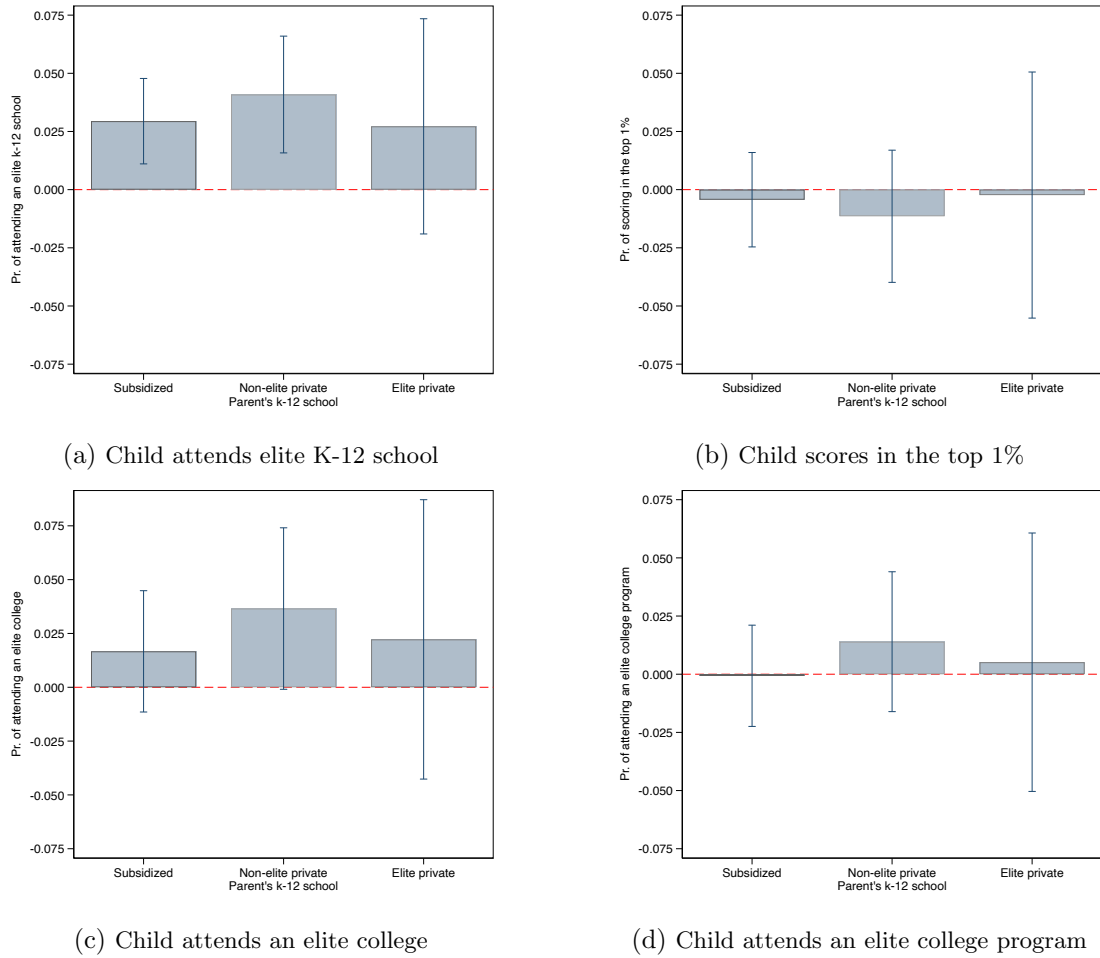 Pr. of attending an elite k-12 school
0.075
0.050
0.025
0.000
-0.025
-0.050
-0.075
Subsidized
Non-elite private
Elite private
Parent's k-12 school
(a) Child attends elite K-12 school
Pr. of scoring in the top 1%
0.075
0.050
0.025
0.000
-0.025
-0.050
-0.075
Subsidized
Non-elite private
Elite private
Parent's k-12 school
(b) Child scores in the top 1%
Pr. of attending an elite college
0.075
0.050
0.025
0.000
-0.025
-0.050
-0.075
Subsidized
Non-elite private
Elite private
Parent's k-12 school
(c) Child attends an elite college
Pr. of attending an elite college program
0.075
0.050
0.025
0.000
-0.025
-0.050
-0.075
Subsidized
Non-elite private
Elite private
Parent's k-12 school
(d) Child attends an elite college program